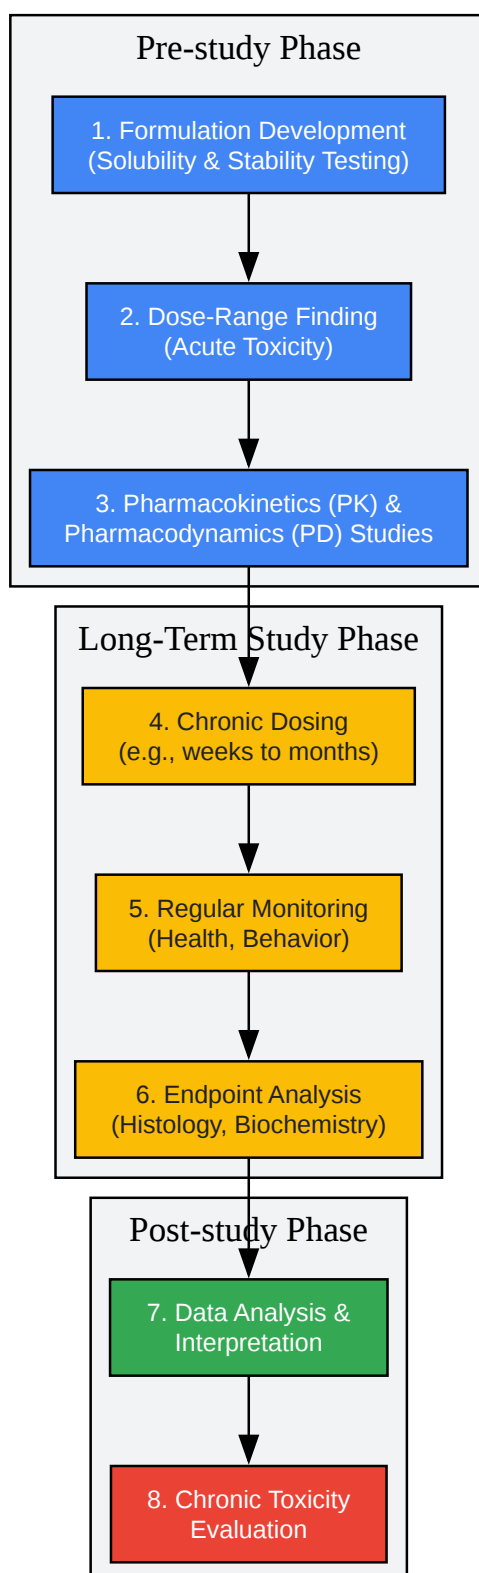 Pre-study Phase
1. Formulation Development
(Solubility & Stability Testing)
2. Dose-Range Finding
(Acute Toxicity)
3. Pharmacokinetics (PK) &
Pharmacodynamics (PD) Studies
Long-Term Study Phase
4. Chronic Dosing
(e.g., weeks to months)
5. Regular Monitoring
(Health, Behavior)
6. Endpoint Analysis
(Histology, Biochemistry)
Post-study Phase
7. Data Analysis &
Interpretation
8. Chronic Toxicity
Evaluation